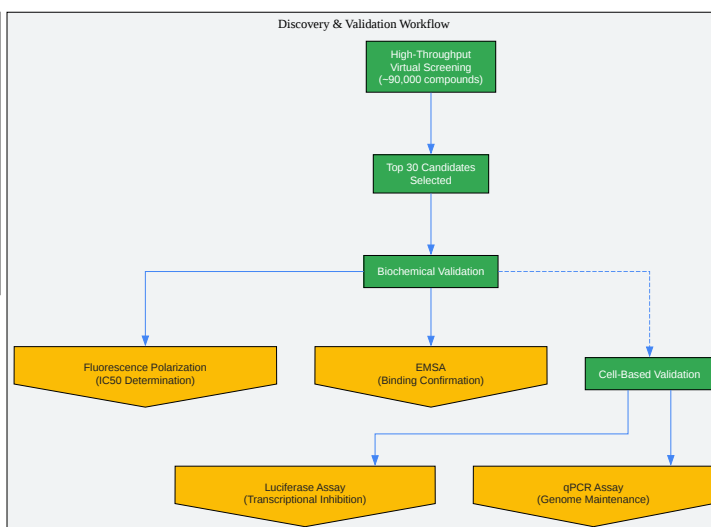 Discovery & Validation Workflow
High-Throughput
Virtual Screening
(~90,000 compounds)
Top 30 Candidates
Selected
Biochemical Validation
Fluorescence Polarization
(IC50 Determination)
EMSA
(Binding Confirmation)
Cell-Based Validation
Luciferase Assay
(Transcriptional Inhibition)
qPCR Assay
(Genome Maintenance)